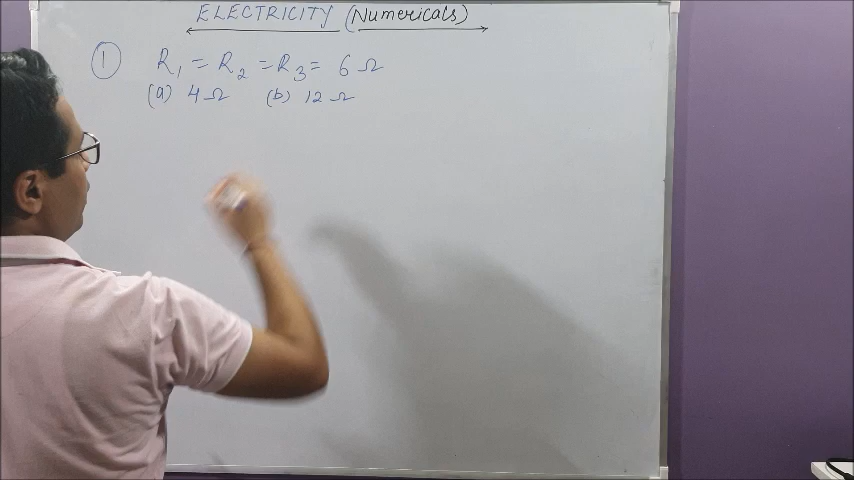 ELECTRICITY (Numericals)
① R₁ = R₂ = R₃ = 6 Ω
(a) 4 Ω (b) 12 Ω